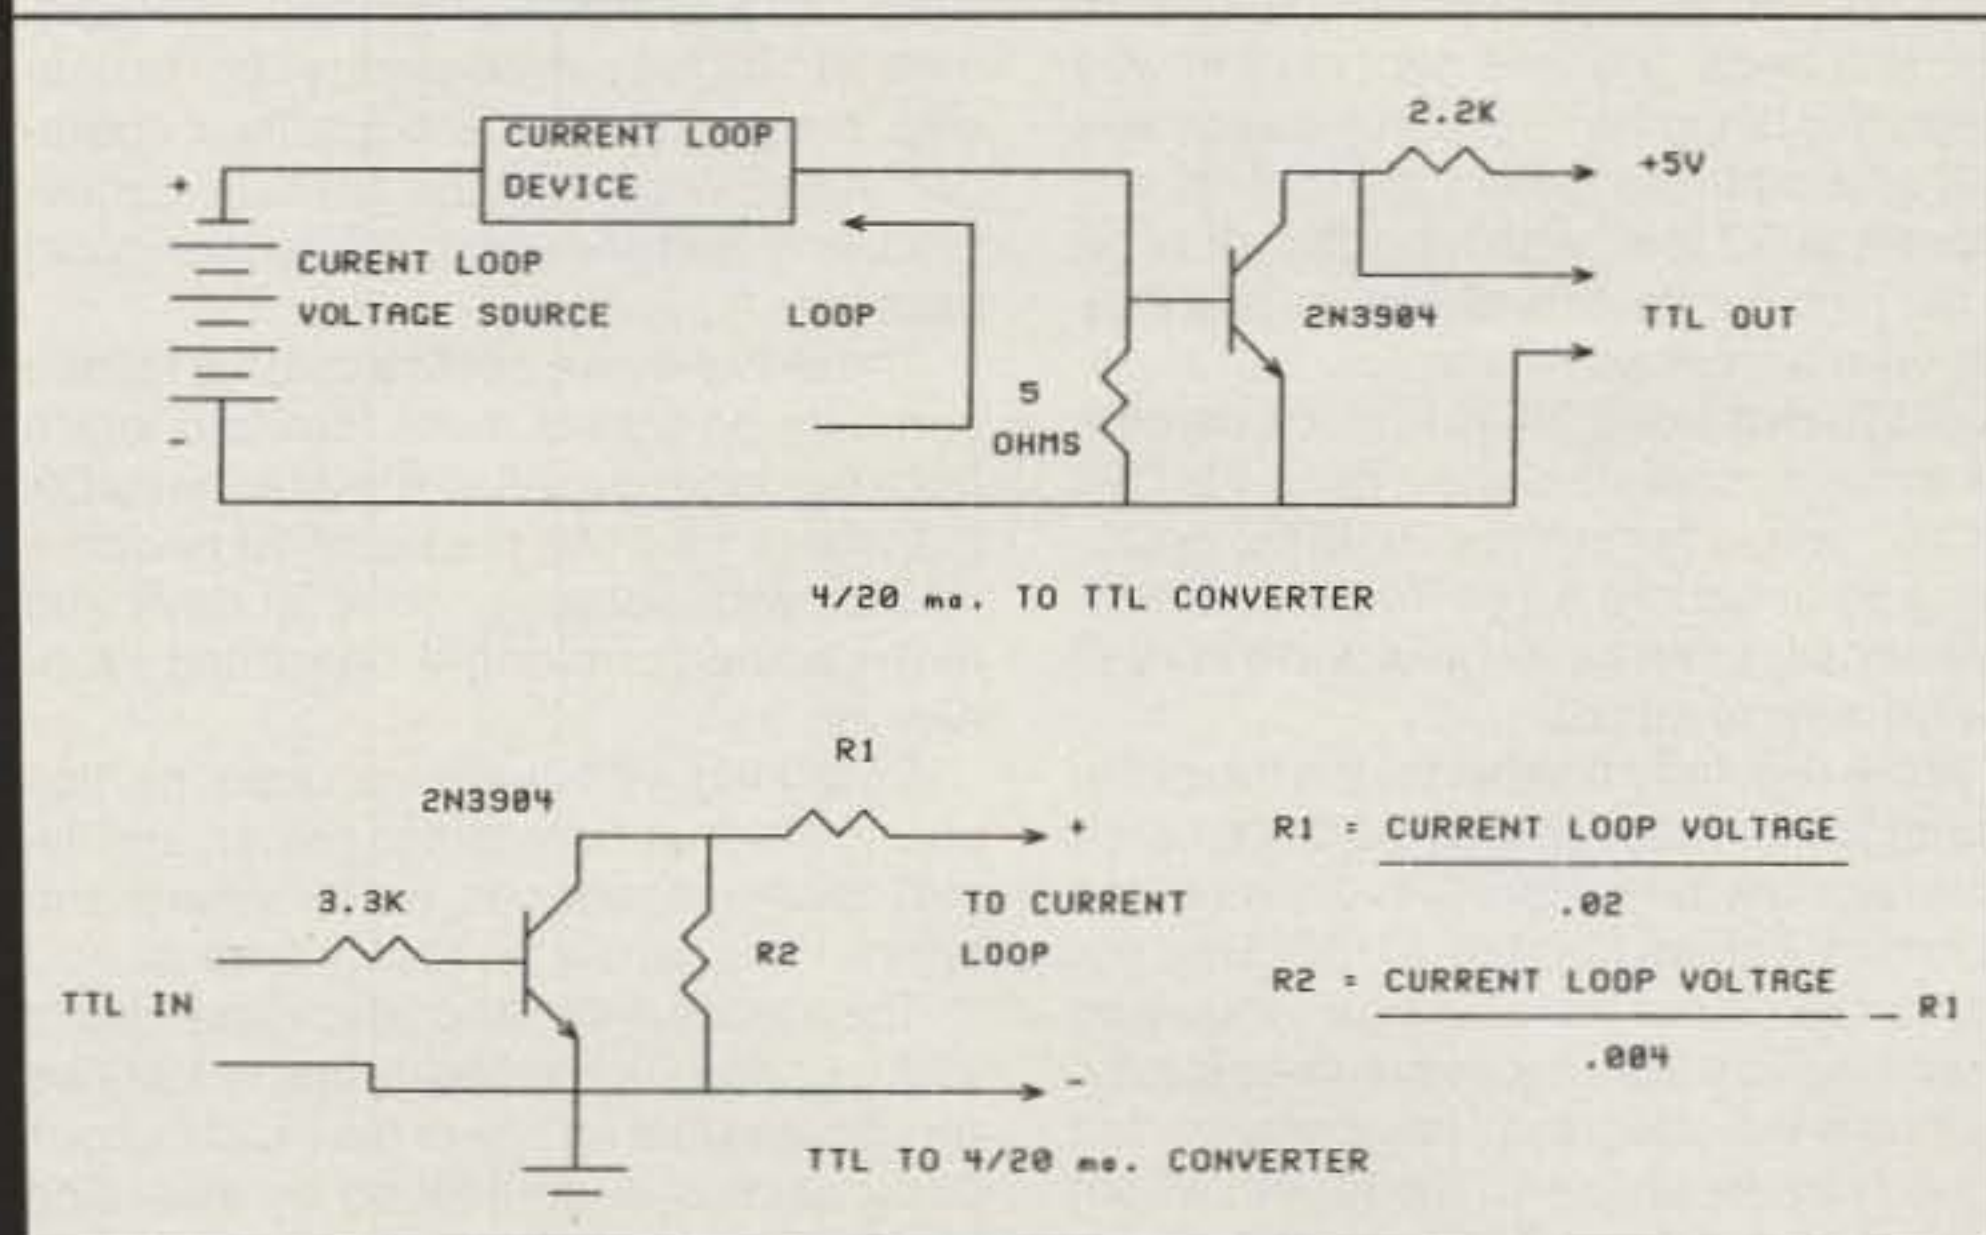 2.2K
CURRENT LOOP
DEVICE
+
+5V
CURENT LOOP
VOLTAGE SOURCE
LOOP
2N3904
TTL OUT
5
OHMS
-
4/20 ma. TO TTL CONVERTER
R1
2N3904
+
R1 = CURRENT LOOP VOLTAGE
.02
3.3K
TO CURRENT
LOOP
R2
R2 = CURRENT LOOP VOLTAGE - R1
.004
TTL IN
-
TTL TO 4/20 ma. CONVERTER